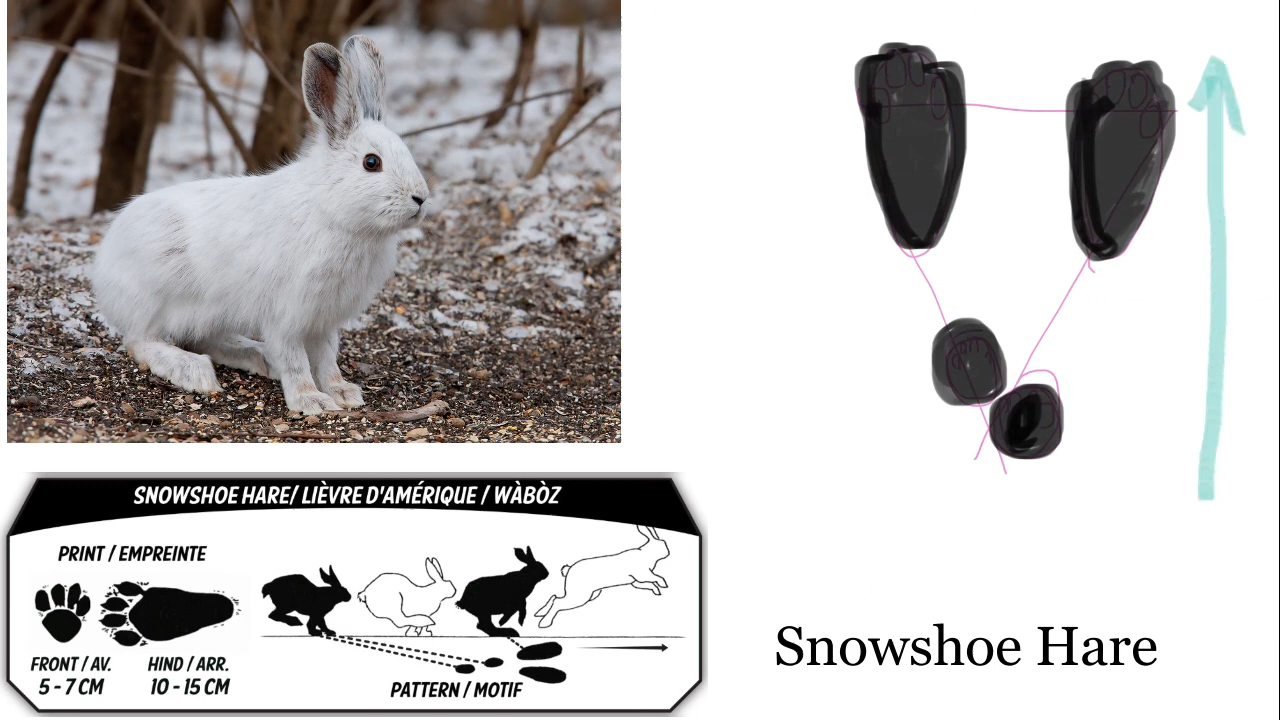 SNOWSHOE HARE/ LIÈVRE D'AMÉRIQUE / WÀBÒZ
PRINT / EMPREINTE
FRONT / AV.
5 - 7 CM
HIND / ARR.
10 - 15 CM
PATTERN / MOTIF
Snowshoe Hare